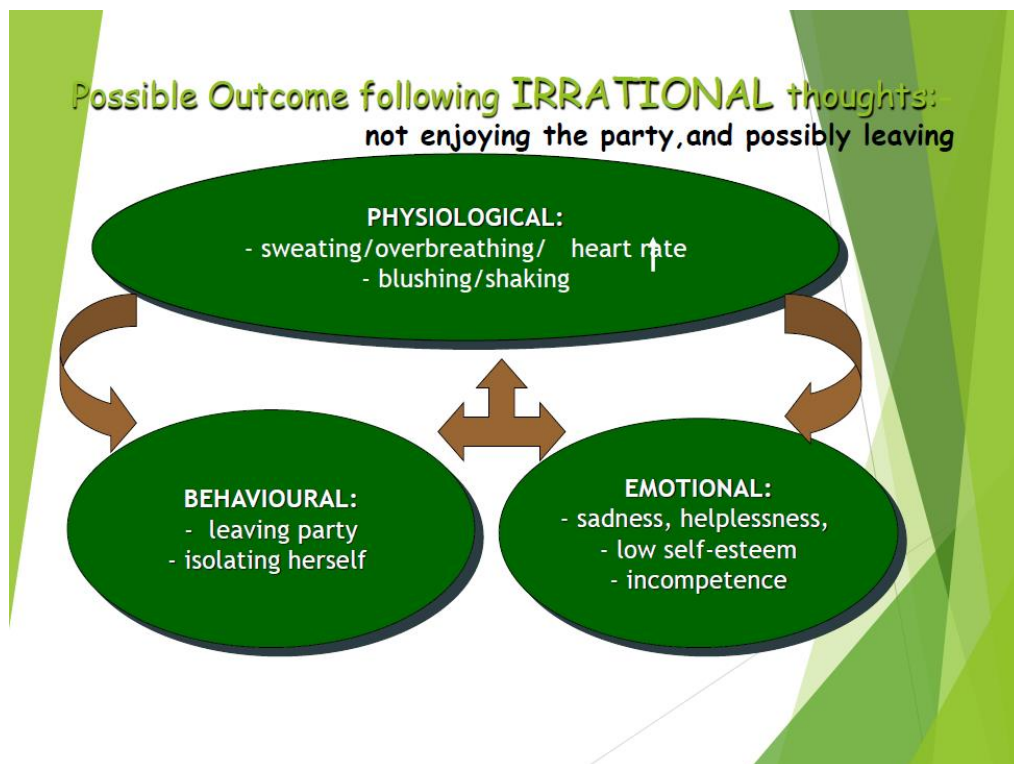 Possible Outcome following IRRATIONAL thoughts:-
not enjoying the party,and possibly leaving
PHYSIOLOGICAL:
- sweating/overbreathing/ ↑ heart rate
- blushing/shaking
BEHAVIOURAL:
- leaving party
- isolating herself
EMOTIONAL:
- sadness, helplessness,
- low self-esteem
- incompetence